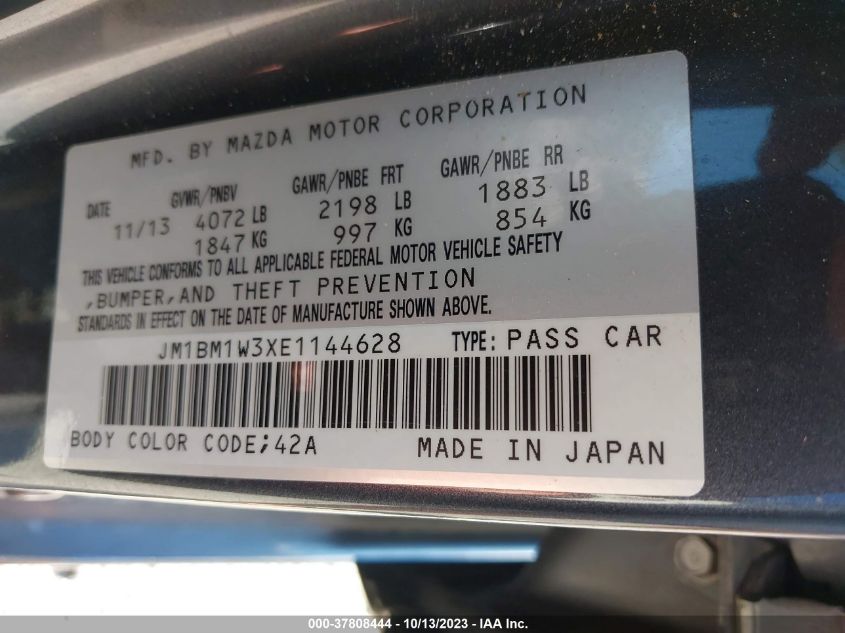 MFD. BY MAZDA MOTOR CORPORATION
DATE GVWR/PNBV GAWR/PNBE FRT GAWR/PNBE RR
11/13 4072 LB 2198 LB 1883 LB
1847 KG 997 KG 854 KG
THIS VEHICLE CONFORMS TO ALL APPLICABLE FEDERAL MOTOR VEHICLE SAFETY
,BUMPER,AND THEFT PREVENTION
STANDARDS IN EFFECT ON THE DATE OF MANUFACTURE SHOWN ABOVE.
JM1BM1W3XE1144628 TYPE: PASS CAR
BODY COLOR CODE;42A MADE IN JAPAN
000-37808444 - 10/13/2023 - IAA Inc.